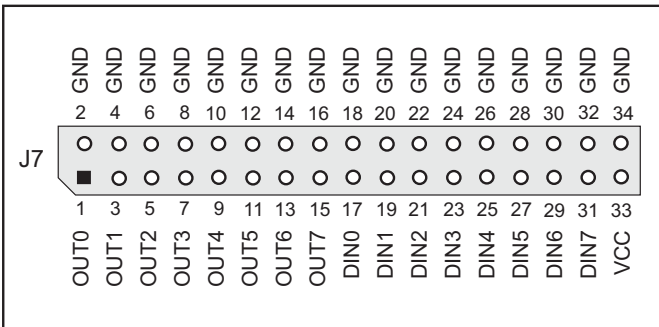 GND GND GND GND GND GND GND GND GND GND GND GND GND GND GND GND GND
2 4 6 8 10 12 14 16 18 20 22 24 26 28 30 32 34
J7
1 3 5 7 9 11 13 15 17 19 21 23 25 27 29 31 33
OUT0 OUT1 OUT2 OUT3 OUT4 OUT5 OUT6 OUT7 DIN0 DIN1 DIN2 DIN3 DIN4 DIN5 DIN6 DIN7 VCC